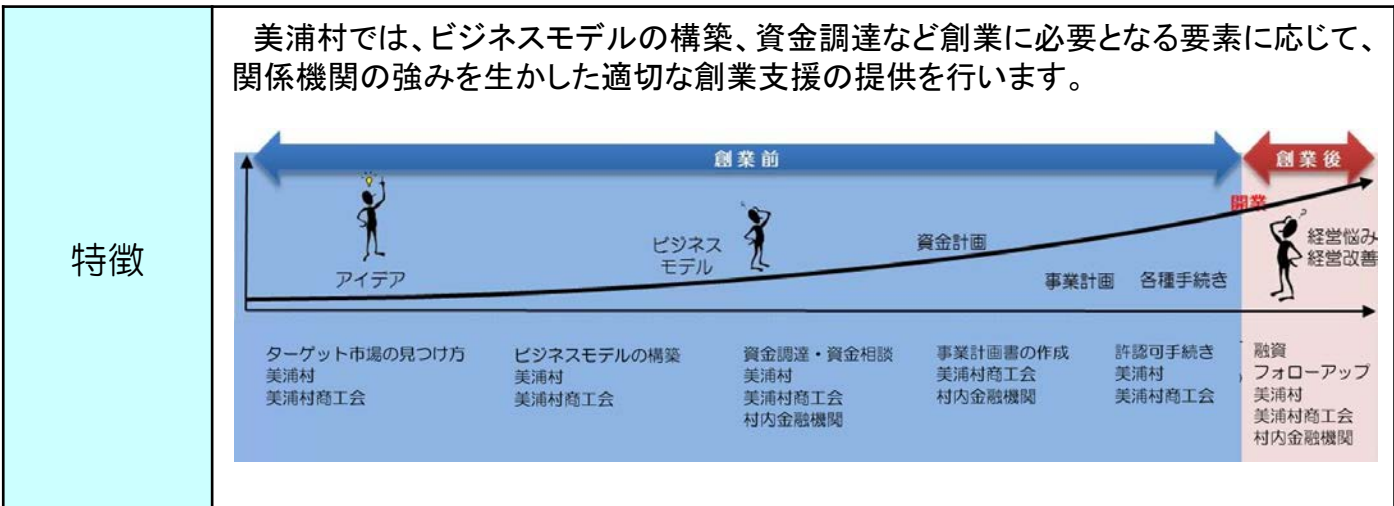 特徴
美浦村では、ビジネスモデルの構築、資金調達など創業に必要となる要素に応じて、
関係機関の強みを生かした適切な創業支援の提供を行います。
創業前
創業後
開業
アイデア
ビジネス
モデル
資金計画
事業計画
各種手続き
経営悩み
経営改善
ターゲット市場の見つけ方
美浦村
美浦村商工会
ビジネスモデルの構築
美浦村
美浦村商工会
資金調達・資金相談
美浦村
美浦村商工会
村内金融機関
事業計画書の作成
美浦村商工会
村内金融機関
許認可手続き
美浦村
美浦村商工会
融資
フォローアップ
美浦村
美浦村商工会
村内金融機関